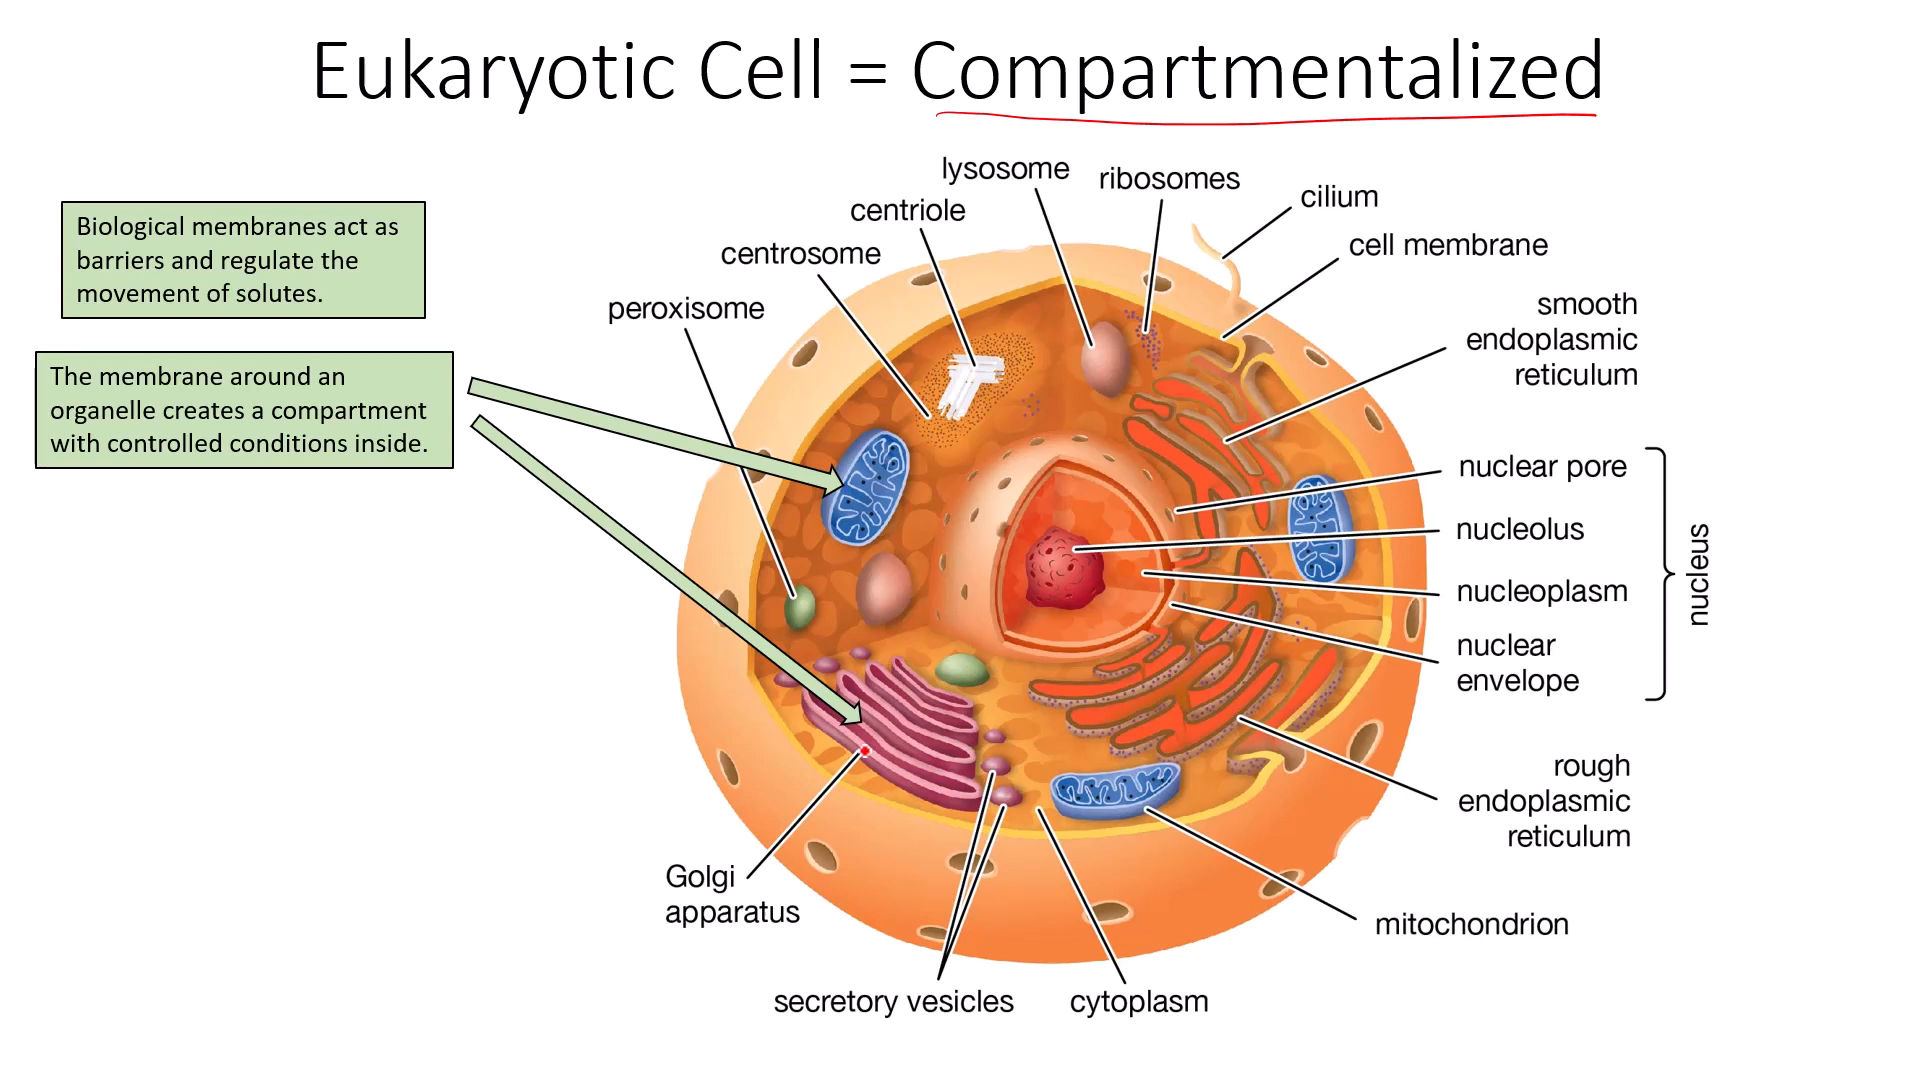 Eukaryotic Cell = Compartmentalized
Biological membranes act as
barriers and regulate the
movement of solutes.
The membrane around an
organelle creates a compartment
with controlled conditions inside.
lysosome
ribosomes
cilium
centriole
cell membrane
centrosome
peroxisome
smooth
endoplasmic
reticulum
nuclear pore
nucleolus
nucleoplasm
nuclear
envelope
nucleus
rough
endoplasmic
reticulum
Golgi
apparatus
mitochondrion
secretory vesicles
cytoplasm